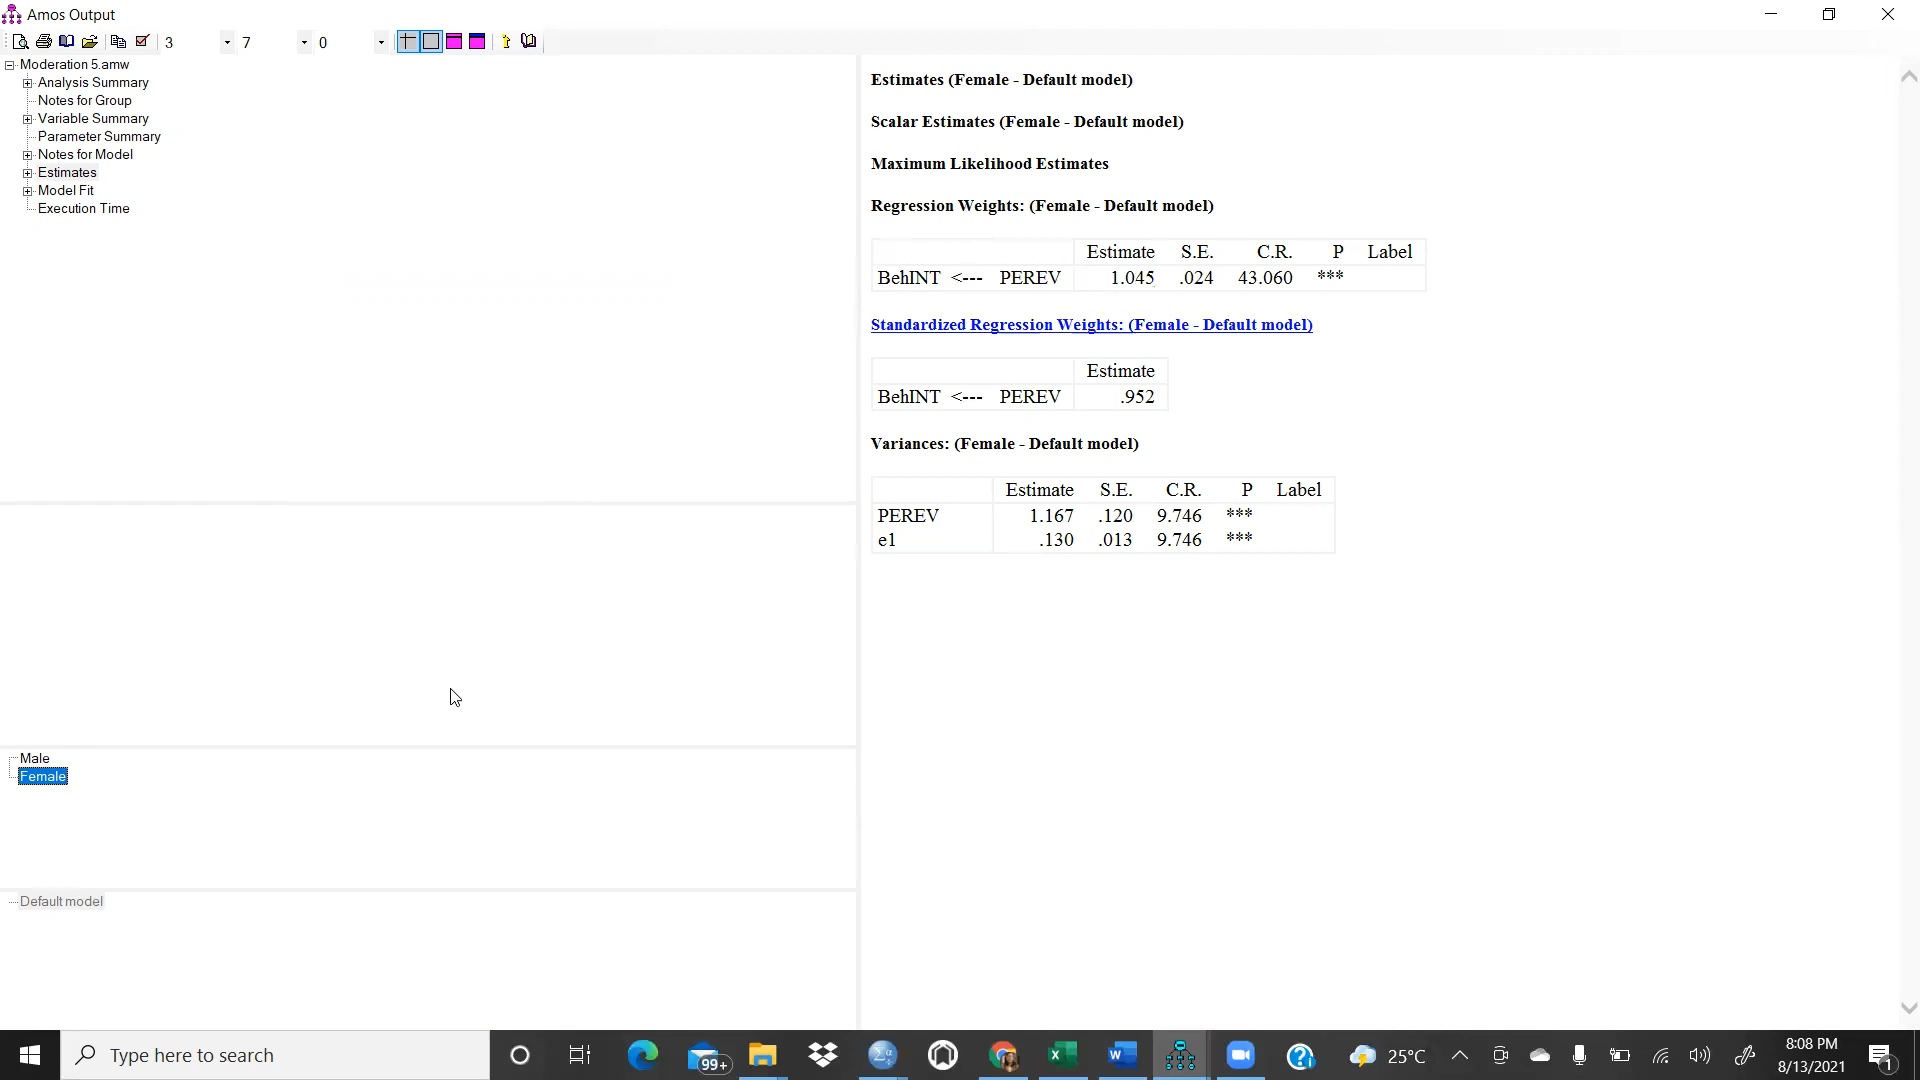 Amos Output
3 7 0
Moderation 5.amw
Analysis Summary
Notes for Group
Variable Summary
Parameter Summary
Notes for Model
Estimates
Model Fit
Execution Time
Male
Female
Default model
Estimates (Female - Default model)
Scalar Estimates (Female - Default model)
Maximum Likelihood Estimates
Regression Weights: (Female - Default model)
Estimate S.E. C.R. P Label
BehINT <--- PEREV 1.045 .024 43.060 ***
Standardized Regression Weights: (Female - Default model)
Estimate
BehINT <--- PEREV .952
Variances: (Female - Default model)
Estimate S.E. C.R. P Label
PEREV 1.167 .120 9.746 ***
e1 .130 .013 9.746 ***
Type here to search
99+
25°C
8:08 PM
8/13/2021
1